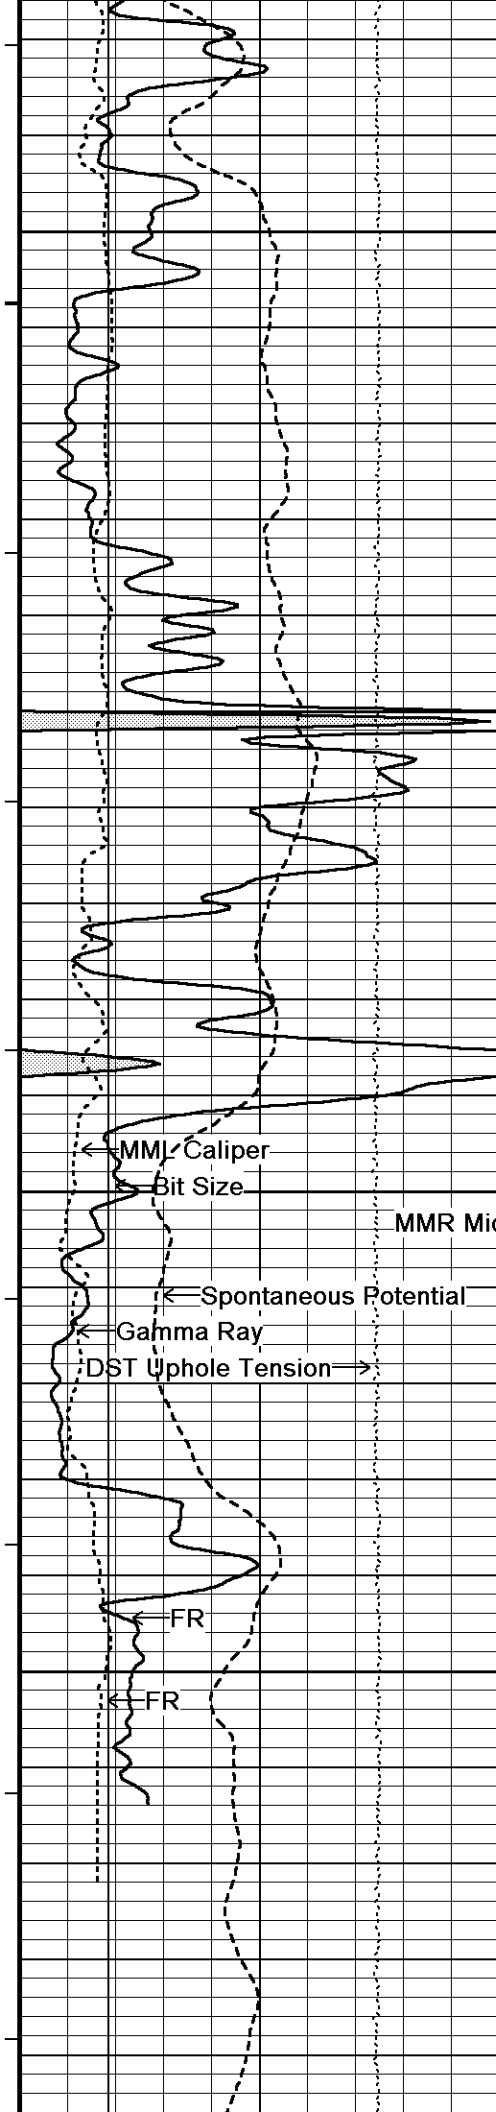 MML Caliper
Bit Size
MMR Mic
Spontaneous Potential
Gamma Ray
DST Uphole Tension
FR
FR